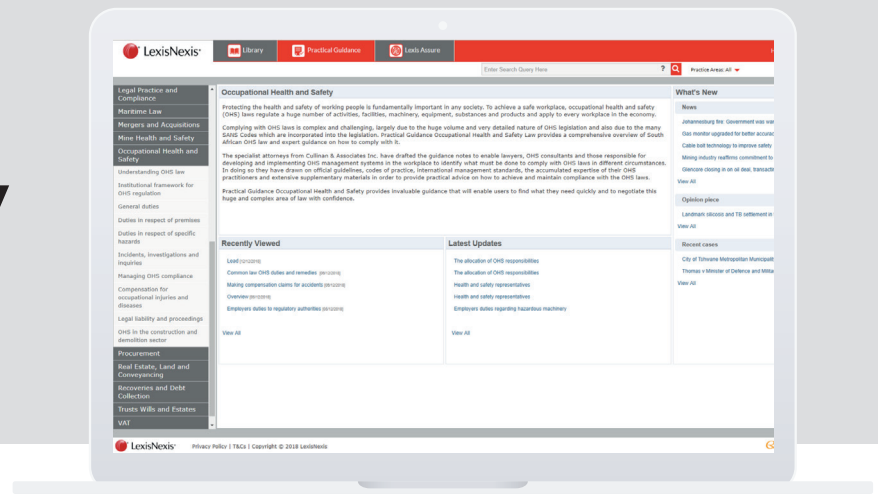 LexisNexis
Library
Practical Guidance
Lexis Assure
Enter Search Query Here
?
Practice Areas: All
Legal Practice and
Compliance
Maritime Law
Mergers and Acquisitions
Mine Health and Safety
Occupational Health and
Safety
Understanding OHS law
Institutional framework for
OHS regulation
General duties
Duties in respect of premises
Duties in respect of specific
hazards
Incidents, investigations and
inquiries
Managing OHS compliance
Compensation for
occupational injuries and
diseases
Legal liability and proceedings
OHS in the construction and
demolition sector
Procurement
Real Estate, Land and
Conveyancing
Recoveries and Debt
Collection
Trusts Wills and Estates
VAT
Occupational Health and Safety
Protecting the health and safety of working people is fundamentally important in any society. To achieve a safe workplace, occupational health and safety
(OHS) laws regulate a huge number of activities, facilities, machinery, equipment, substances and products and apply to every workplace in the economy.
Complying with OHS laws is complex and challenging, largely due to the huge volume and very detailed nature of OHS legislation and also due to the many
SANS Codes which are incorporated into the legislation. Practical Guidance Occupational Health and Safety Law provides a comprehensive overview of South
African OHS law and expert guidance on how to comply with it.
The specialist attorneys from Cullinan & Associates Inc. have drafted the guidance notes to enable lawyers, OHS consultants and those responsible for
developing and implementing OHS management systems in the workplace to identify what must be done to comply with OHS laws in different circumstances.
In doing so they have drawn on official guidelines, codes of practice, international management standards, the accumulated expertise of their OHS
practitioners and extensive supplementary materials in order to provide practical advice on how to achieve and maintain compliance with the OHS laws.
Practical Guidance Occupational Health and Safety provides invaluable guidance that will enable users to find what they need quickly and to negotiate this
huge and complex area of law with confidence.
Recently Viewed
Lead
Common law OHS duties and remedies
Making compensation claims for accidents
Overview
Employers duties to regulatory authorities
View All
Latest Updates
The allocation of OHS responsibilities
The allocation of OHS responsibilities
Health and safety representatives
Health and safety representatives
Employers duties regarding hazardous machinery
View All
What's New
News
Johannesburg fire: Government was
Gas monitor upgraded for better
Cable bolt technology to improve safety
Mining industry reaffirms commitment to
Glencore closing in on oil deal,
View All
Opinion piece
Landmark silicosis and TB settlement in
View All
Recent cases
City of Tshwane Metropolitan
Thomas v Minister of Defence and
View All
LexisNexis
Privacy Policy | T&Cs | Copyright © 2018 LexisNexis